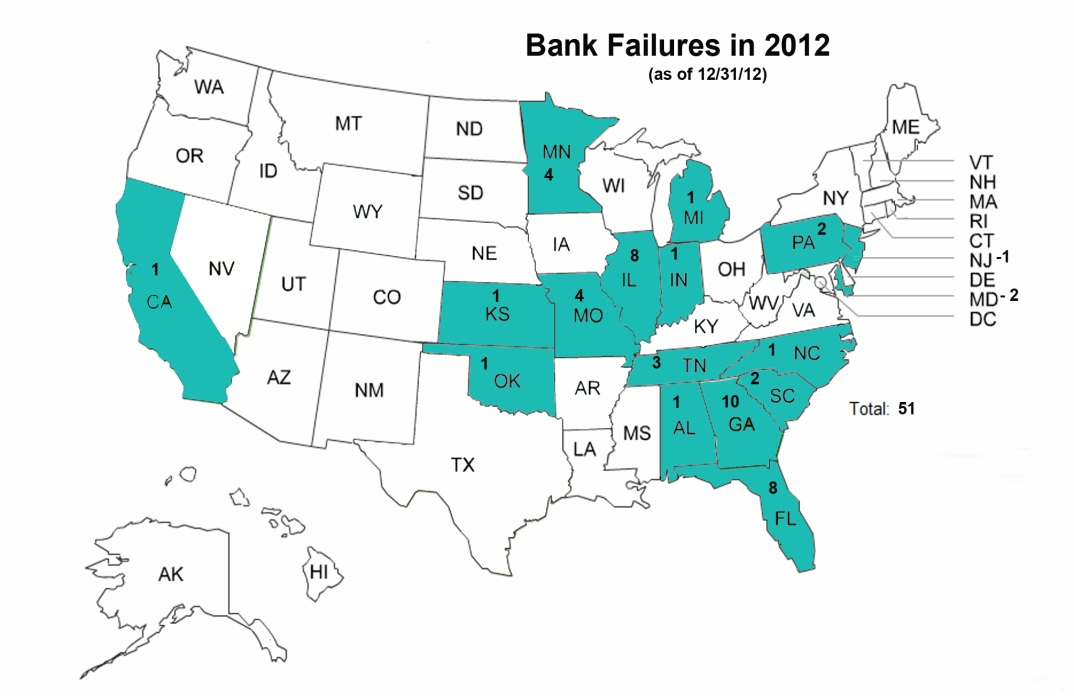 Bank Failures in 2012
(as of 12/31/12)
WA
OR
ID
MT
ND
MN
4
SD
WY
WI
1
MI
ME
VT
NH
MA
RI
CT
NJ -1
DE
MD - 2
DC
NY
PA 2
1
CA
NV
UT
CO
NE
IA
8
IL
1
IN
OH
WV
VA
KY
1
KS
4
MO
3 TN
1 NC
2
SC
AZ
NM
1
OK
AR
MS
1
AL
10
GA
Total: 51
TX
LA
8
FL
AK
HI